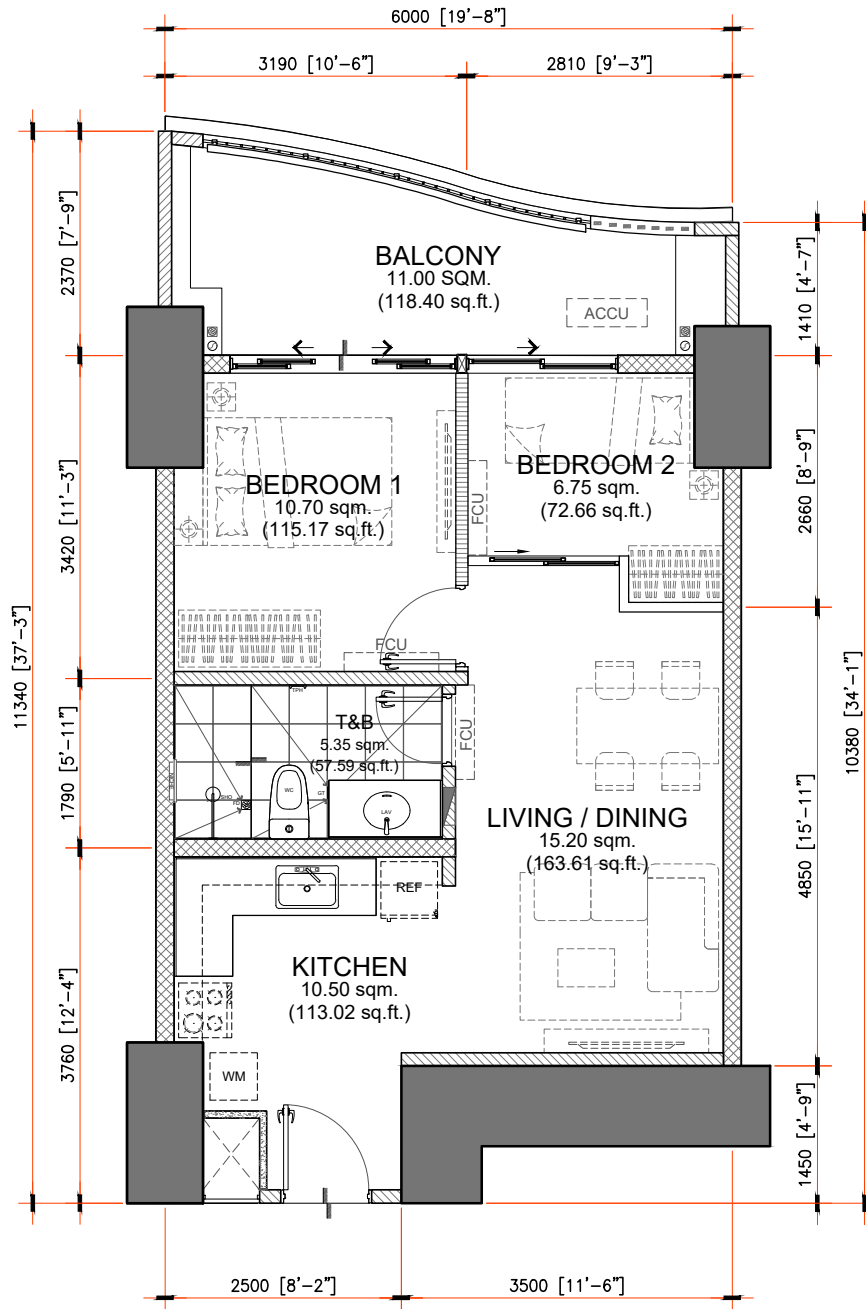 6000 [19'-8"]
3190 [10'-6"]
2810 [9'-3"]
2370 [7'-9"]
BALCONY
11.00 SQM.
(118.40 sq.ft.)
ACCU
1410 [4'-7"]
3420 [11'-3"]
BEDROOM 1
10.70 sqm.
(115.17 sq.ft.)
FCU
BEDROOM 2
6.75 sqm.
(72.66 sq.ft.)
2660 [8'-9"]
FCU
11340 [37'-3"]
10380 [34'-1"]
1790 [5'-11"]
TPH
T&B
5.35 sqm.
(57.59 sq.ft.)
FCU
NICHE
SHO
FD
WC
GT
LAV
LIVING / DINING
15.20 sqm.
(163.61 sq.ft.)
4850 [15'-11"]
REF
3760 [12'-4"]
KITCHEN
10.50 sqm.
(113.02 sq.ft.)
WM
1450 [4'-9"]
2500 [8'-2"]
3500 [11'-6"]